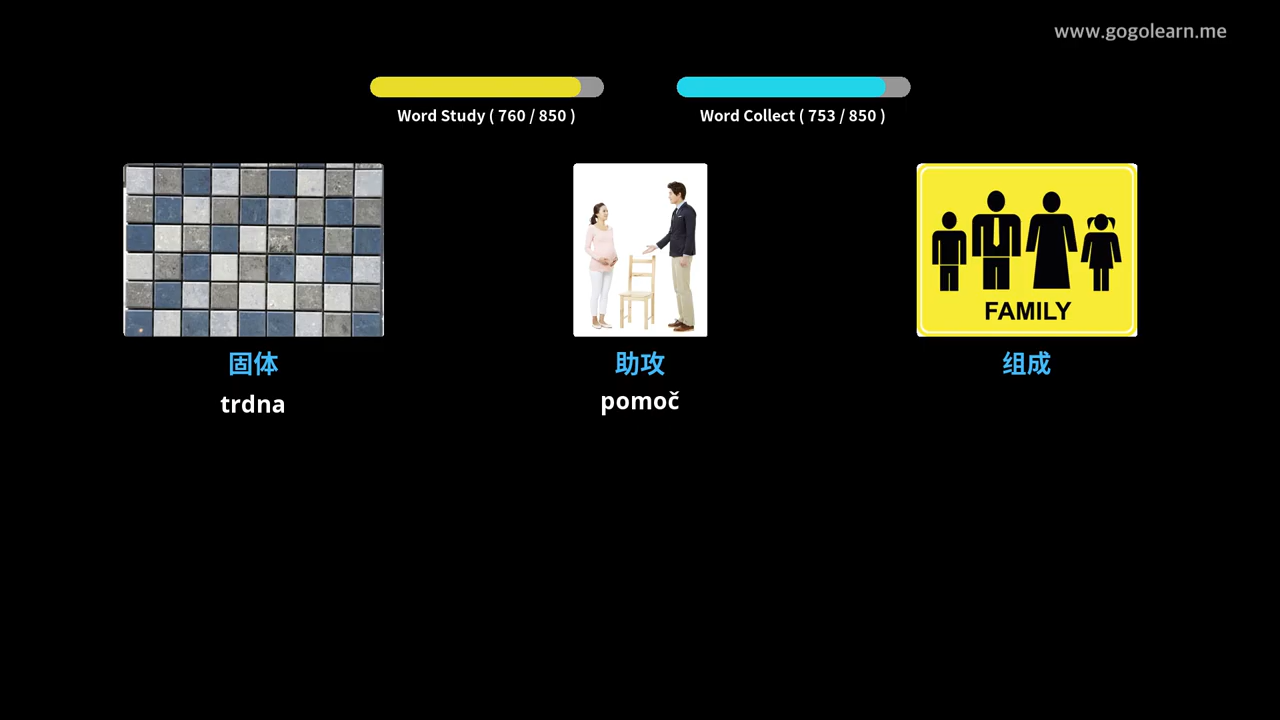 www.gogolearn.me
Word Study ( 760 / 850 )
Word Collect ( 753 / 850 )
FAMILY
固体
助攻
组成
trdna
pomoč